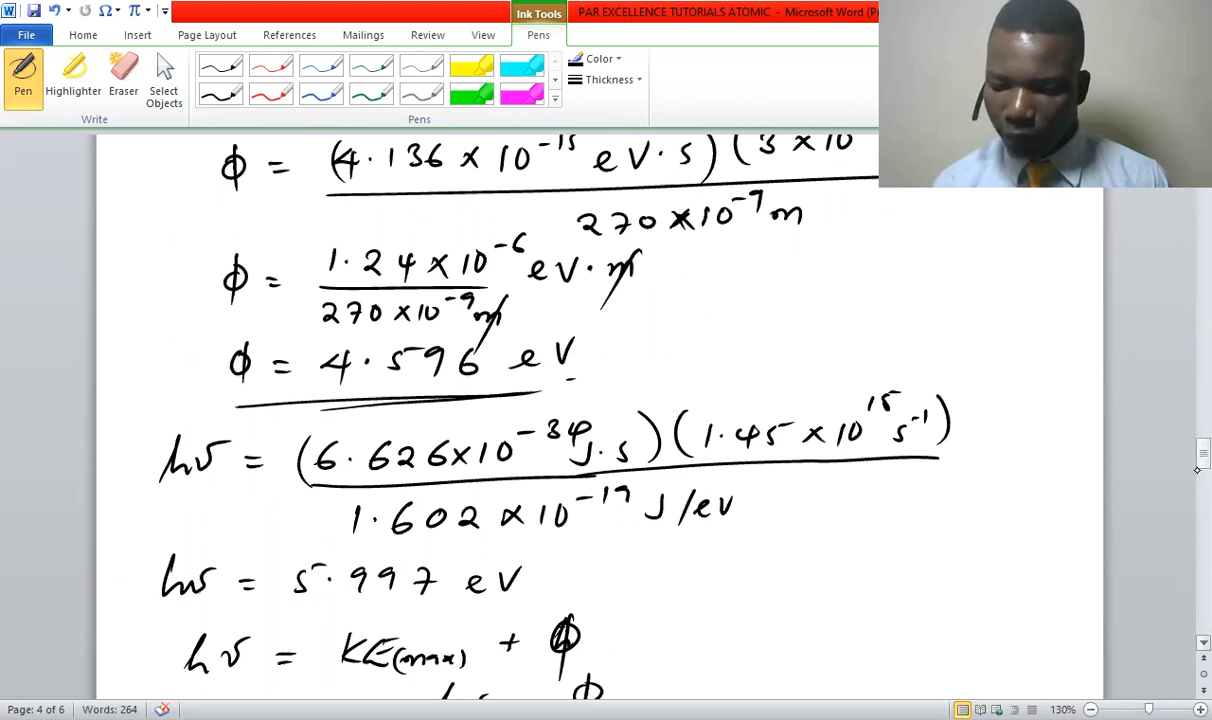 Ink Tools
PAR EXCELLENCE TUTORIALS ATOMIC - Microsoft Word (P
File Home Insert Page Layout References Mailings Review View Pens
Pen Highlighter Eraser Select Objects
Color
Thickness
Write Pens
ϕ = (4.136 × 10⁻¹⁵ eV·s)(3 × 10
270 × 10⁻⁹ m
ϕ = 1.24 × 10⁻⁶ eV·m
270 × 10⁻⁹ m
ϕ = 4.596 eV
hν = (6.626 × 10⁻³⁴ J·s)(1.45 × 10¹⁵ s⁻¹)
1.602 × 10⁻¹⁹ J/eV
hν = 5.997 eV
hν = KE(max) + ϕ
ϕ
Page: 4 of 6 Words: 264 130%